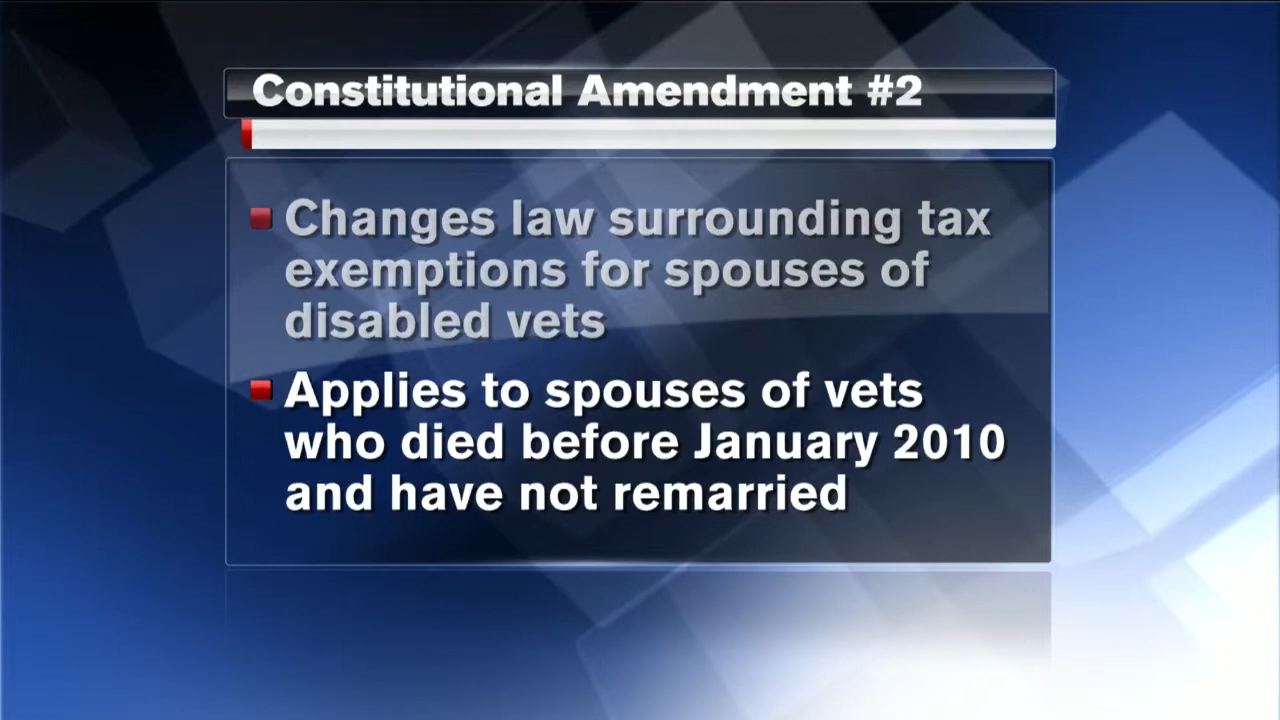 Constitutional Amendment #2
Changes law surrounding tax
exemptions for spouses of
disabled vets
Applies to spouses of vets
who died before January 2010
and have not remarried